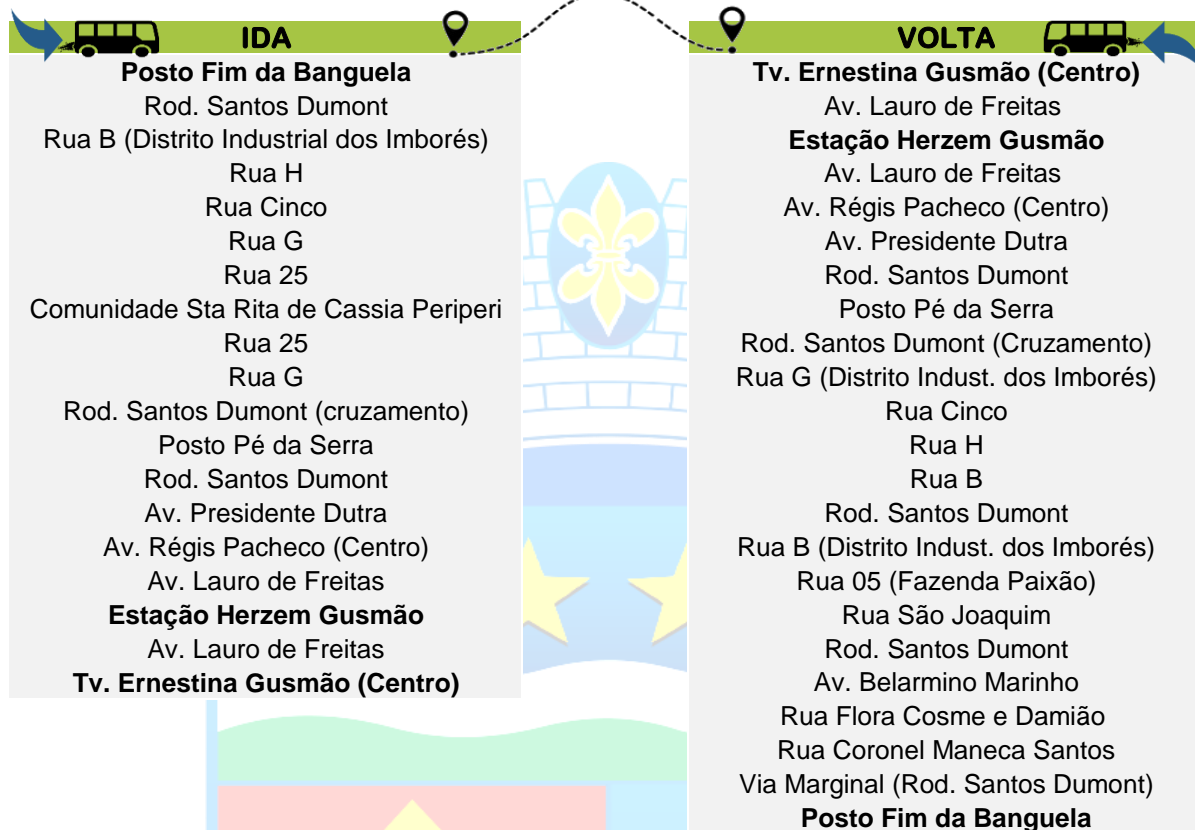 IDA
Posto Fim da Banguela
Rod. Santos Dumont
Rua B (Distrito Industrial dos Imborés)
Rua H
Rua Cinco
Rua G
Rua 25
Comunidade Sta Rita de Cassia Periperi
Rua 25
Rua G
Rod. Santos Dumont (cruzamento)
Posto Pé da Serra
Rod. Santos Dumont
Av. Presidente Dutra
Av. Régis Pacheco (Centro)
Av. Lauro de Freitas
Estação Herzem Gusmão
Av. Lauro de Freitas
Tv. Ernestina Gusmão (Centro)
VOLTA
Tv. Ernestina Gusmão (Centro)
Av. Lauro de Freitas
Estação Herzem Gusmão
Av. Lauro de Freitas
Av. Régis Pacheco (Centro)
Av. Presidente Dutra
Rod. Santos Dumont
Posto Pé da Serra
Rod. Santos Dumont (Cruzamento)
Rua G (Distrito Indust. dos Imborés)
Rua Cinco
Rua H
Rua B
Rod. Santos Dumont
Rua B (Distrito Indust. dos Imborés)
Rua 05 (Fazenda Paixão)
Rua São Joaquim
Rod. Santos Dumont
Av. Belarmino Marinho
Rua Flora Cosme e Damião
Rua Coronel Maneca Santos
Via Marginal (Rod. Santos Dumont)
Posto Fim da Banguela